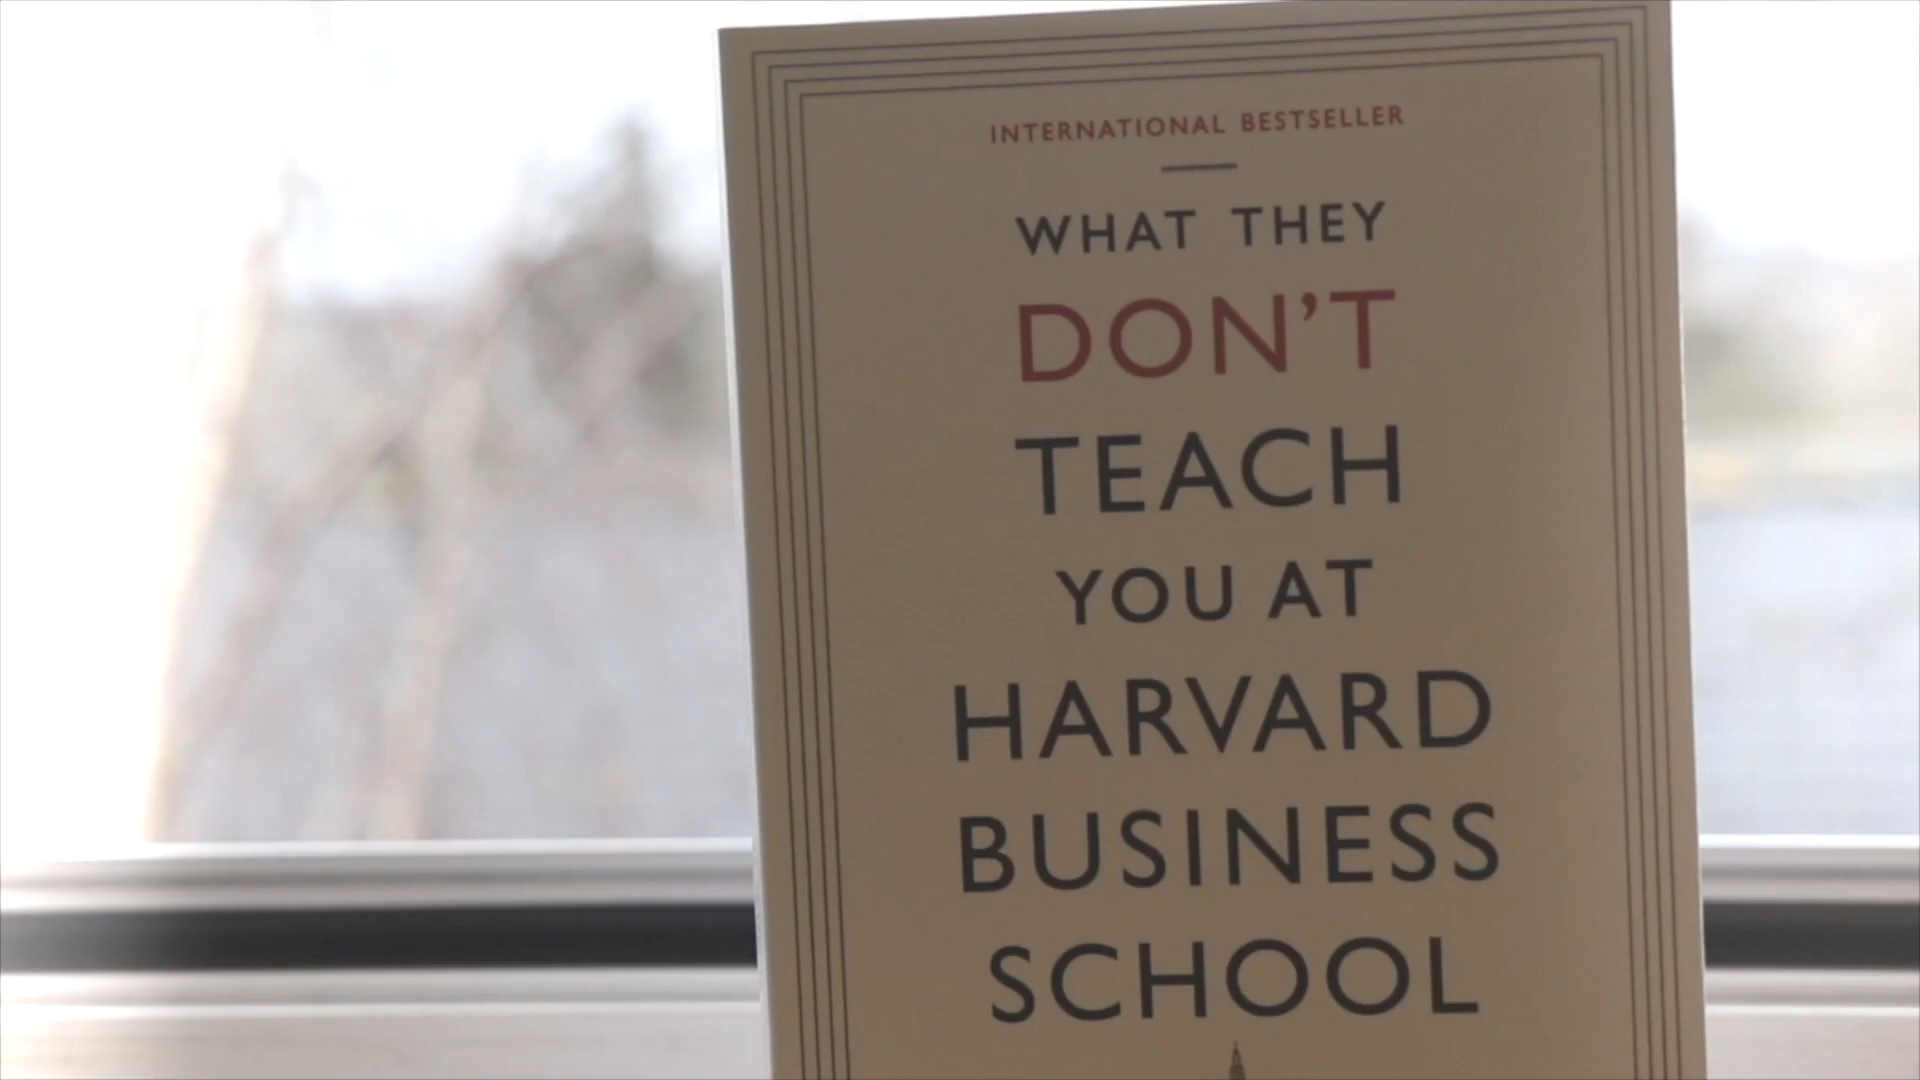 INTERNATIONAL BESTSELLER
WHAT THEY
DON'T
TEACH
YOU AT
HARVARD
BUSINESS
SCHOOL